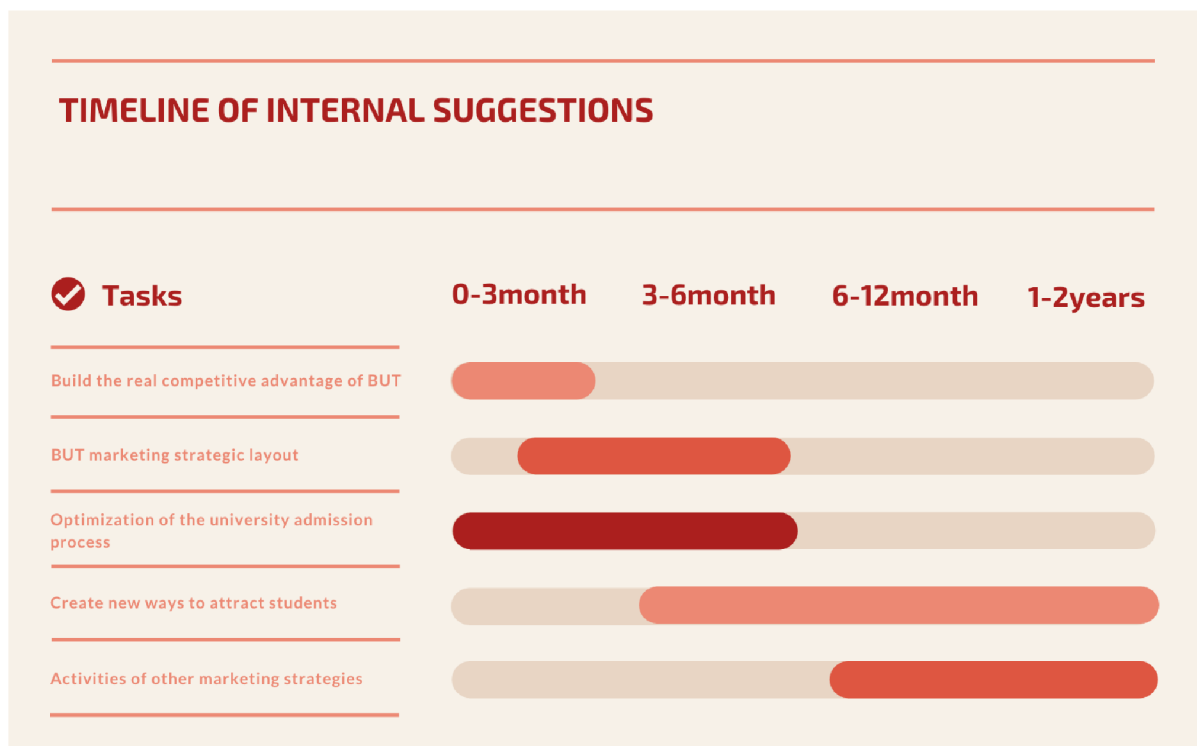 TIMELINE OF INTERNAL SUGGESTIONS
Tasks 0-3month 3-6month 6-12month 1-2years
Build the real competitive advantage of BUT
BUT marketing strategic layout
Optimization of the university admission
process
Create new ways to attract students
Activities of other marketing strategies